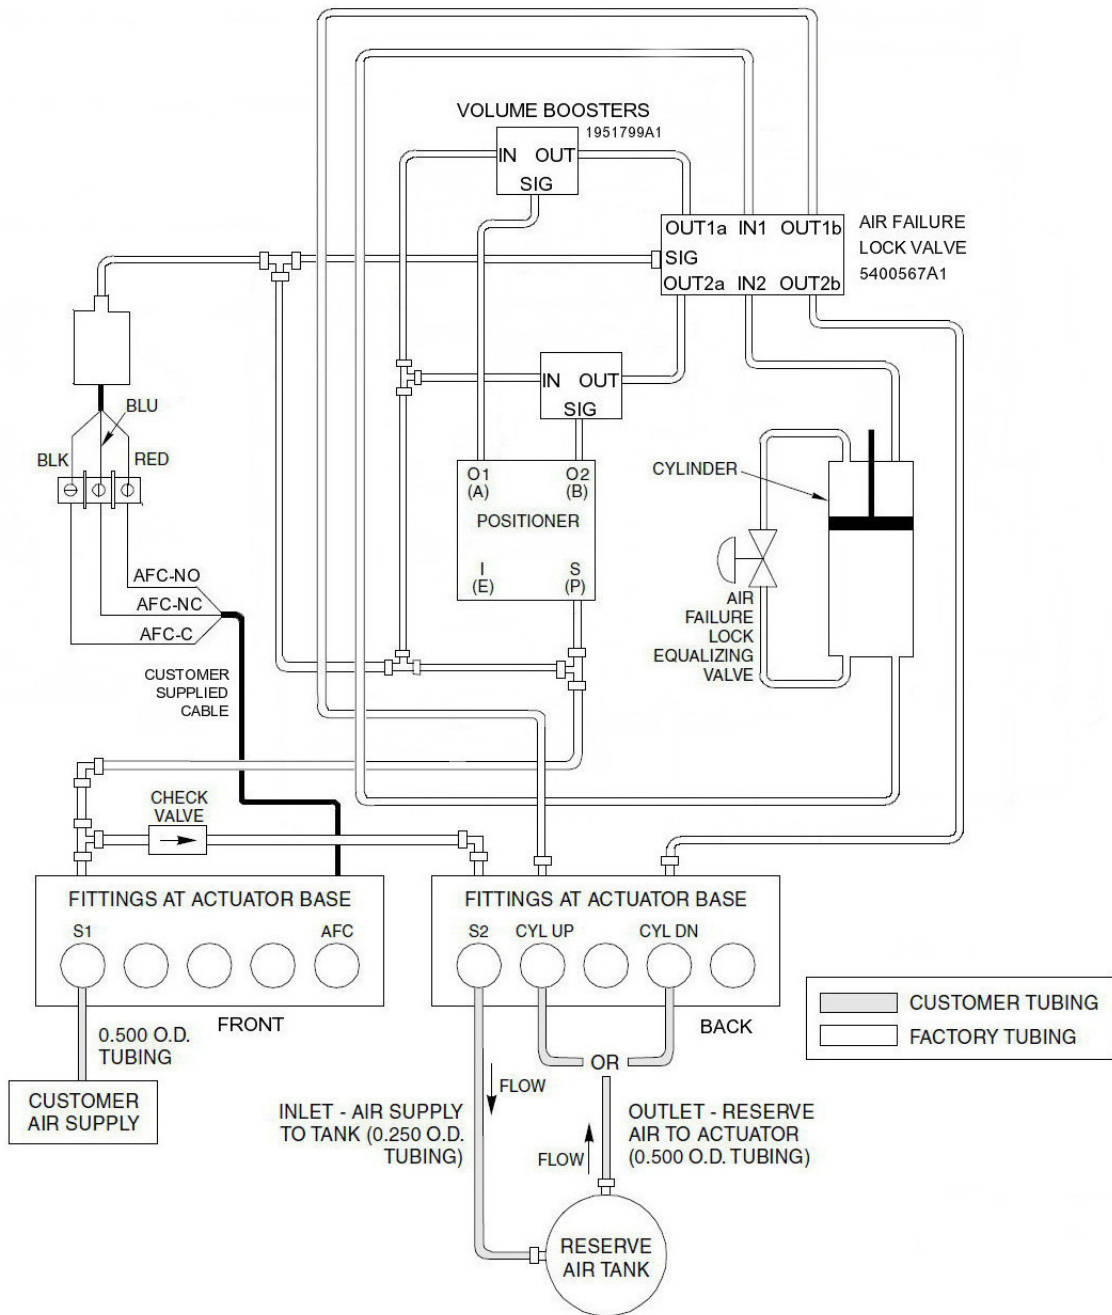 VOLUME BOOSTERS
1951799A1
IN OUT
SIG
OUT1a IN1 OUT1b
SIG
OUT2a IN2 OUT2b
AIR FAILURE
LOCK VALVE
5400567A1
IN OUT
SIG
BLU
BLK
RED
O1
(A)
O2
(B)
POSITIONER
I
(E)
S
(P)
CYLINDER
AIR
FAILURE
LOCK
EQUALIZING
VALVE
AFC-NO
AFC-NC
AFC-C
CUSTOMER
SUPPLIED
CABLE
CHECK
VALVE
FITTINGS AT ACTUATOR BASE
S1
AFC
FRONT
FITTINGS AT ACTUATOR BASE
S2
CYL UP
CYL DN
BACK
CUSTOMER TUBING
FACTORY TUBING
0.500 O.D.
TUBING
CUSTOMER
AIR SUPPLY
OR
FLOW
INLET - AIR SUPPLY
TO TANK (0.250 O.D.
TUBING)
FLOW
OUTLET - RESERVE
AIR TO ACTUATOR
(0.500 O.D. TUBING)
RESERVE
AIR TANK